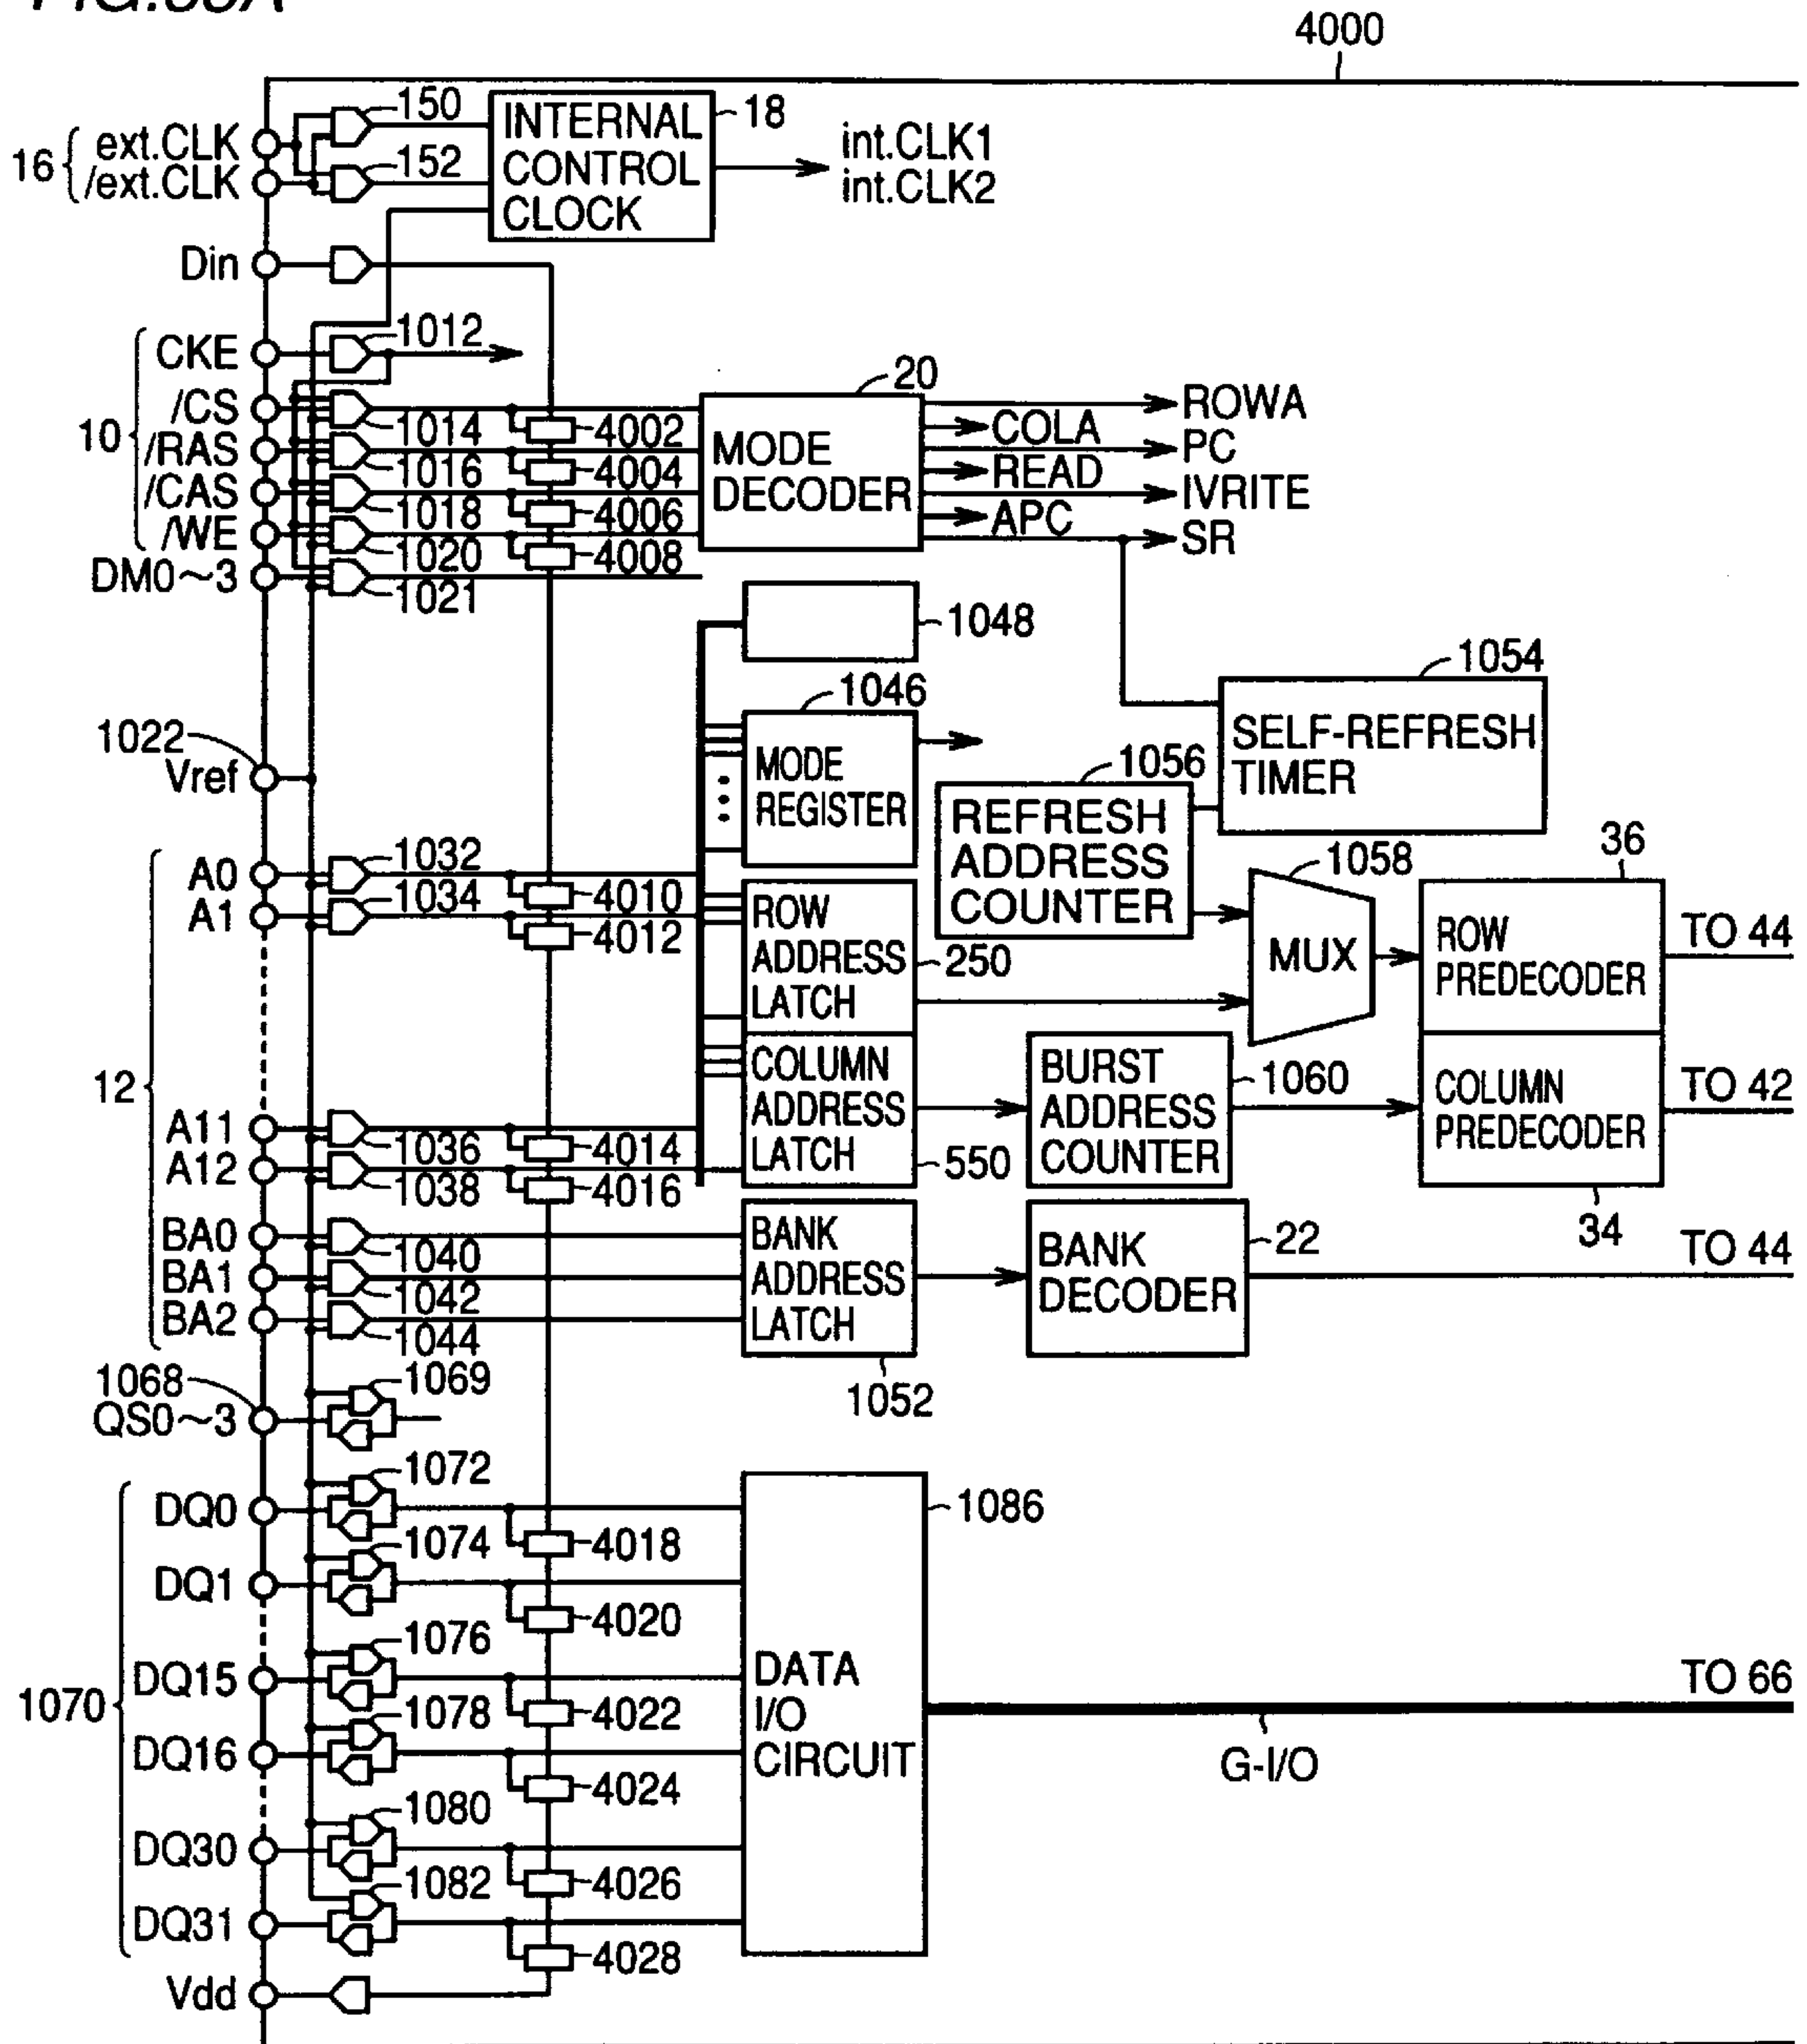 FIG.53A
4000
150
INTERNAL
CONTROL
CLOCK
18
16
ext.CLK
/ext.CLK
152
int.CLK1
int.CLK2
Din
CKE
1012
10
/CS
1014
4002
/RAS
1016
4004
/CAS
1018
4006
/WE
1020
4008
DM0~3
1021
20
MODE
DECODER
ROWA
COLA
PC
READ
IVRITE
APC
SR
1048
1046
MODE
REGISTER
1054
SELF-REFRESH
TIMER
1022
Vref
1056
REFRESH
ADDRESS
COUNTER
12
A0
1032
4010
A1
1034
4012
ROW
ADDRESS
LATCH
250
1058
MUX
36
ROW
PREDECODER
TO 44
A11
1036
4014
A12
1038
4016
COLUMN
ADDRESS
LATCH
550
BURST
ADDRESS
COUNTER
1060
COLUMN
PREDECODER
TO 42
34
BA0
1040
BA1
1042
BA2
1044
BANK
ADDRESS
LATCH
1052
BANK
DECODER
22
TO 44
1068
QS0~3
1069
1070
DQ0
1072
4018
DQ1
1074
4020
DQ15
1076
4022
DQ16
1078
4024
DQ30
1080
4026
DQ31
1082
4028
DATA
I/O
CIRCUIT
1086
TO 66
G-I/O
Vdd